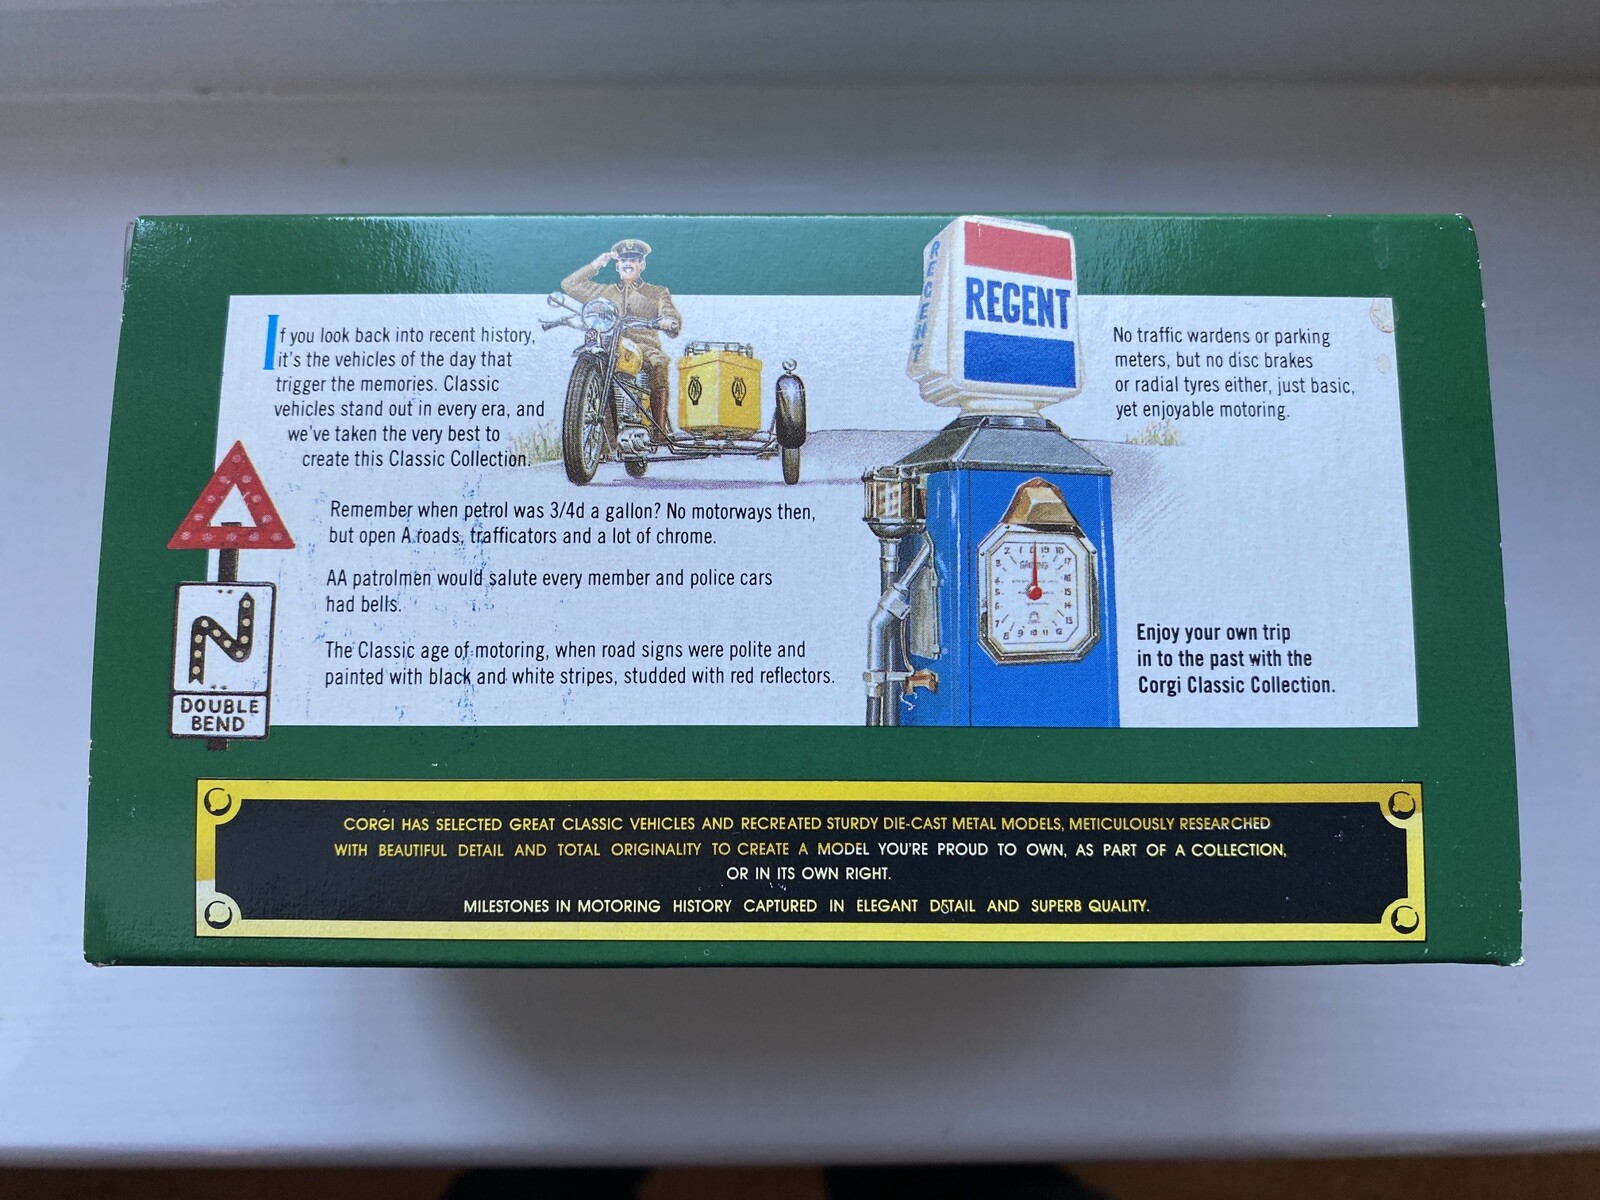 If you look back into recent history,
it's the vehicles of the day that
trigger the memories. Classic
vehicles stand out in every era, and
we've taken the very best to
create this Classic Collection.
Remember when petrol was 3/4d a gallon? No motorways then,
but open A roads, trafficators and a lot of chrome.
AA patrolmen would salute every member and police cars
had bells.
The Classic age of motoring, when road signs were polite and
painted with black and white stripes, studded with red reflectors.
DOUBLE
BEND
AA
AA
REGENT
REGENT
No traffic wardens or parking
meters, but no disc brakes
or radial tyres either, just basic,
yet enjoyable motoring.
Enjoy your own trip
in to the past with the
Corgi Classic Collection.
CORGI HAS SELECTED GREAT CLASSIC VEHICLES AND RECREATED STURDY DIE-CAST METAL MODELS, METICULOUSLY RESEARCHED
WITH BEAUTIFUL DETAIL AND TOTAL ORIGINALITY TO CREATE A MODEL YOU'RE PROUD TO OWN, AS PART OF A COLLECTION,
OR IN ITS OWN RIGHT.
MILESTONES IN MOTORING HISTORY CAPTURED IN ELEGANT DETAIL AND SUPERB QUALITY.